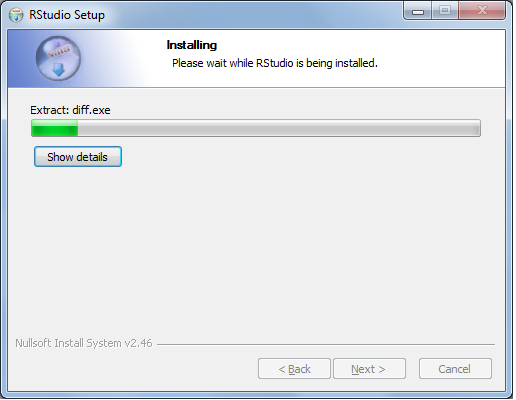 RStudio Setup
Installing
Please wait while RStudio is being installed.
Extract: diff.exe
Show details
Nullsoft Install System v2.46
< Back
Next >
Cancel